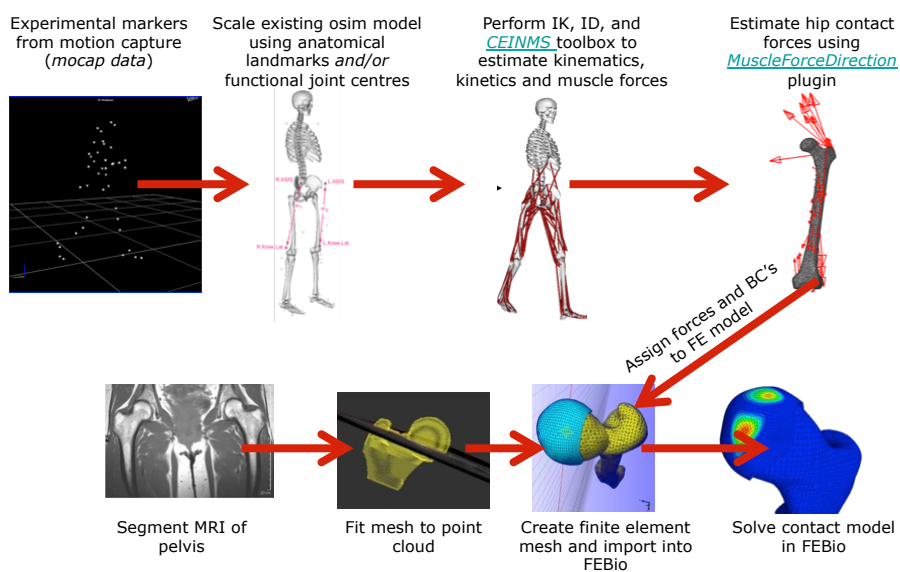 Experimental markers
from motion capture
(mocap data)
Scale existing osim model
using anatomical
landmarks and/or
functional joint centres
Perform IK, ID, and
CEINMS toolbox to
estimate kinematics,
kinetics and muscle forces
Estimate hip contact
forces using
MuscleForceDirection
plugin
R.ASIS
L.ASIS
R.Knee Lat
L.Knee Lat
Assign forces and BC's
to FE model
Segment MRI of
pelvis
Fit mesh to point
cloud
Create finite element
mesh and import into
FEBio
Solve contact model
in FEBio